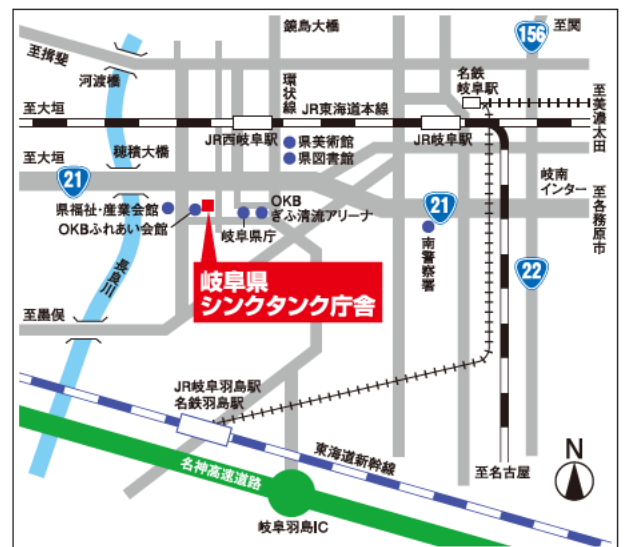 鏡島大橋
156
至関
至揖斐
河渡橋
環状線
名鉄
岐阜駅
至美濃太田
至大垣
JR東海道本線
JR西岐阜駅
JR岐阜駅
県美術館
県図書館
穂積大橋
至大垣
21
岐南
インター
至各務原市
県福祉・産業会館
OKBふれあい会館
OKB
ぎふ清流アリーナ
岐阜県庁
21
南警察署
22
長良川
岐阜県
シンクタンク庁舎
至墨俣
JR岐阜羽島駅
名鉄羽島駅
東海道新幹線
名神高速道路
至名古屋
N
岐阜羽島IC